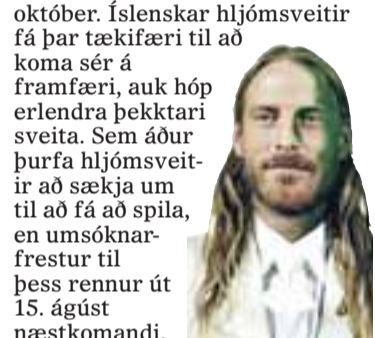 október. Íslenskar hljómsveitir
fá þar tækifæri til að
koma sér á
framfæri, auk hóp
erlendra þekktari
sveita. Sem áður
þurfa hljómsveit-
ir að sækja um
til að fá að spila,
en umsóknar-
frestur til
þess rennur út
15. ágúst
næstkomandi.